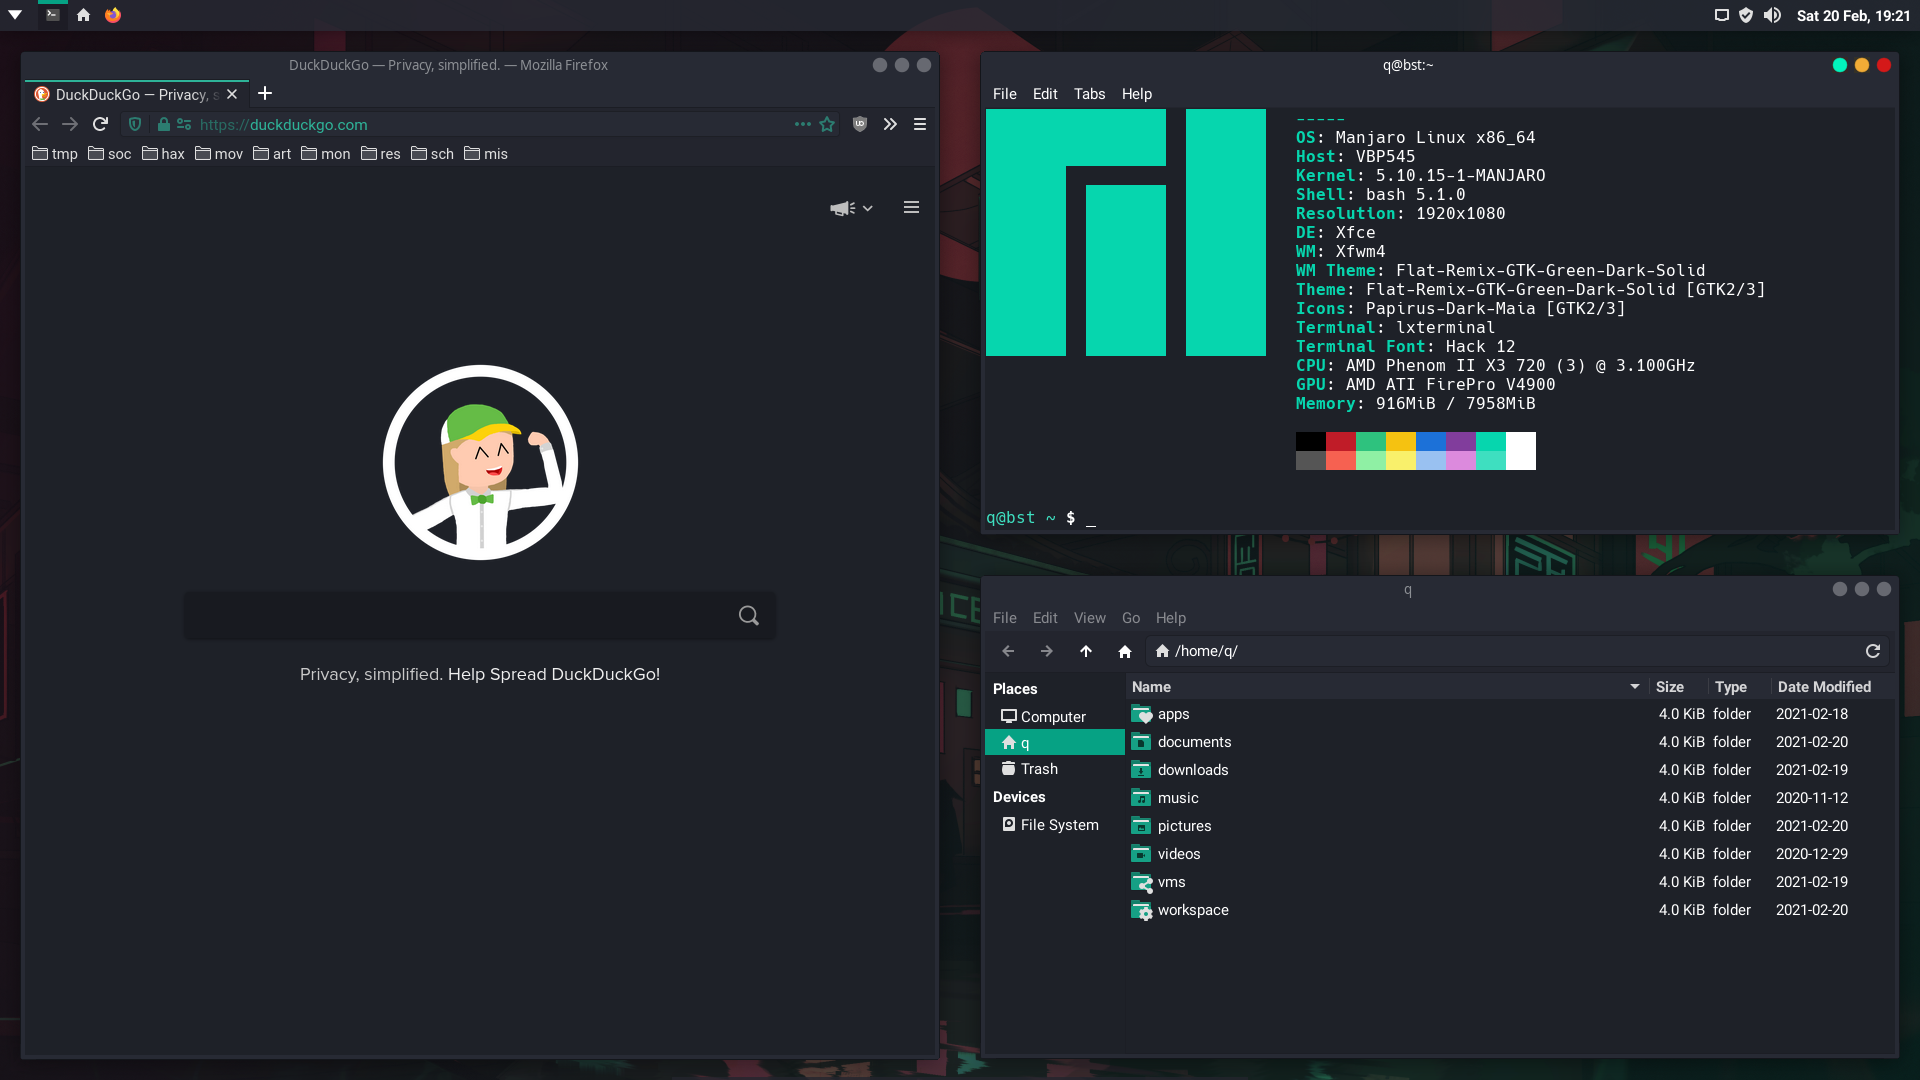 Sat 20 Feb, 19:21
DuckDuckGo — Privacy, simplified. — Mozilla Firefox
DuckDuckGo — Privacy, s
https://duckduckgo.com
tmp soc hax mov art mon res sch mis
Privacy, simplified. Help Spread DuckDuckGo!
q@bst:~
File Edit Tabs Help
-----
OS: Manjaro Linux x86_64
Host: VBP545
Kernel: 5.10.15-1-MANJARO
Shell: bash 5.1.0
Resolution: 1920x1080
DE: Xfce
WM: Xfwm4
WM Theme: Flat-Remix-GTK-Green-Dark-Solid
Theme: Flat-Remix-GTK-Green-Dark-Solid [GTK2/3]
Icons: Papirus-Dark-Maia [GTK2/3]
Terminal: lxterminal
Terminal Font: Hack 12
CPU: AMD Phenom II X3 720 (3) @ 3.100GHz
GPU: AMD ATI FirePro V4900
Memory: 916MiB / 7958MiB
q@bst ~ $ _
q
File Edit View Go Help
/home/q/
Places
Computer
q
Trash
Devices
File System
Name Size Type Date Modified
apps 4.0 KiB folder 2021-02-18
documents 4.0 KiB folder 2021-02-20
downloads 4.0 KiB folder 2021-02-19
music 4.0 KiB folder 2020-11-12
pictures 4.0 KiB folder 2021-02-20
videos 4.0 KiB folder 2020-12-29
vms 4.0 KiB folder 2021-02-19
workspace 4.0 KiB folder 2021-02-20